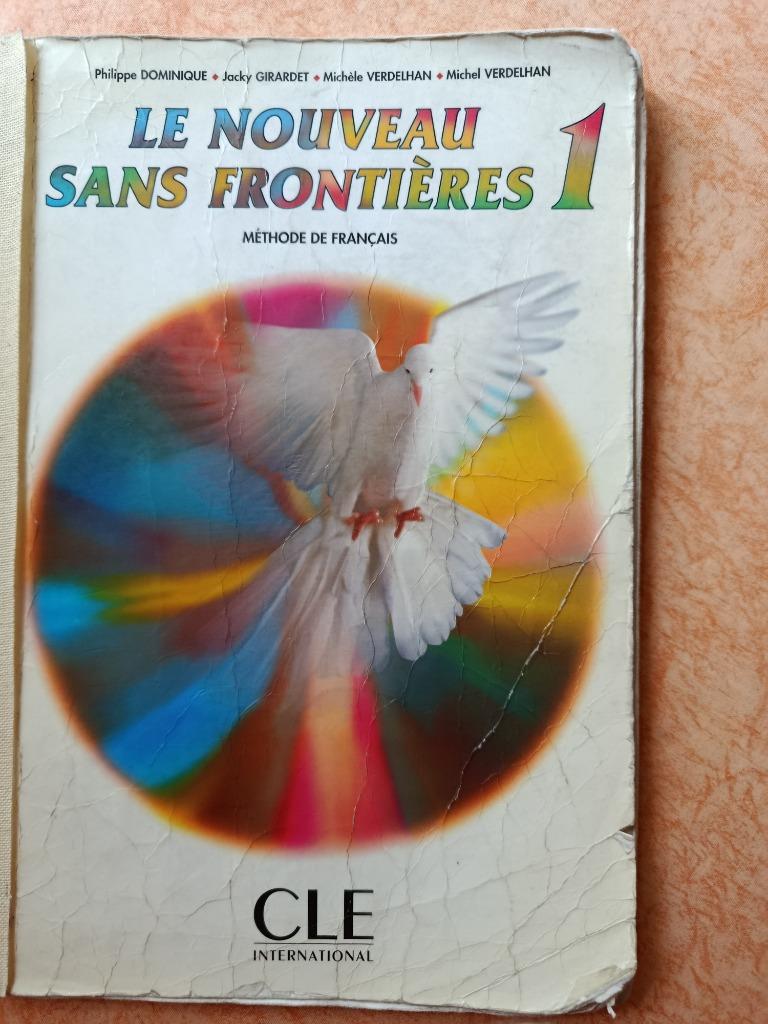 Philippe DOMINIQUE ◆ Jacky GIRARDET ◆ Michèle VERDELHAN ◆ Michel VERDELHAN
LE NOUVEAU
SANS FRONTIÈRES 1
MÉTHODE DE FRANÇAIS
CLE
INTERNATIONAL